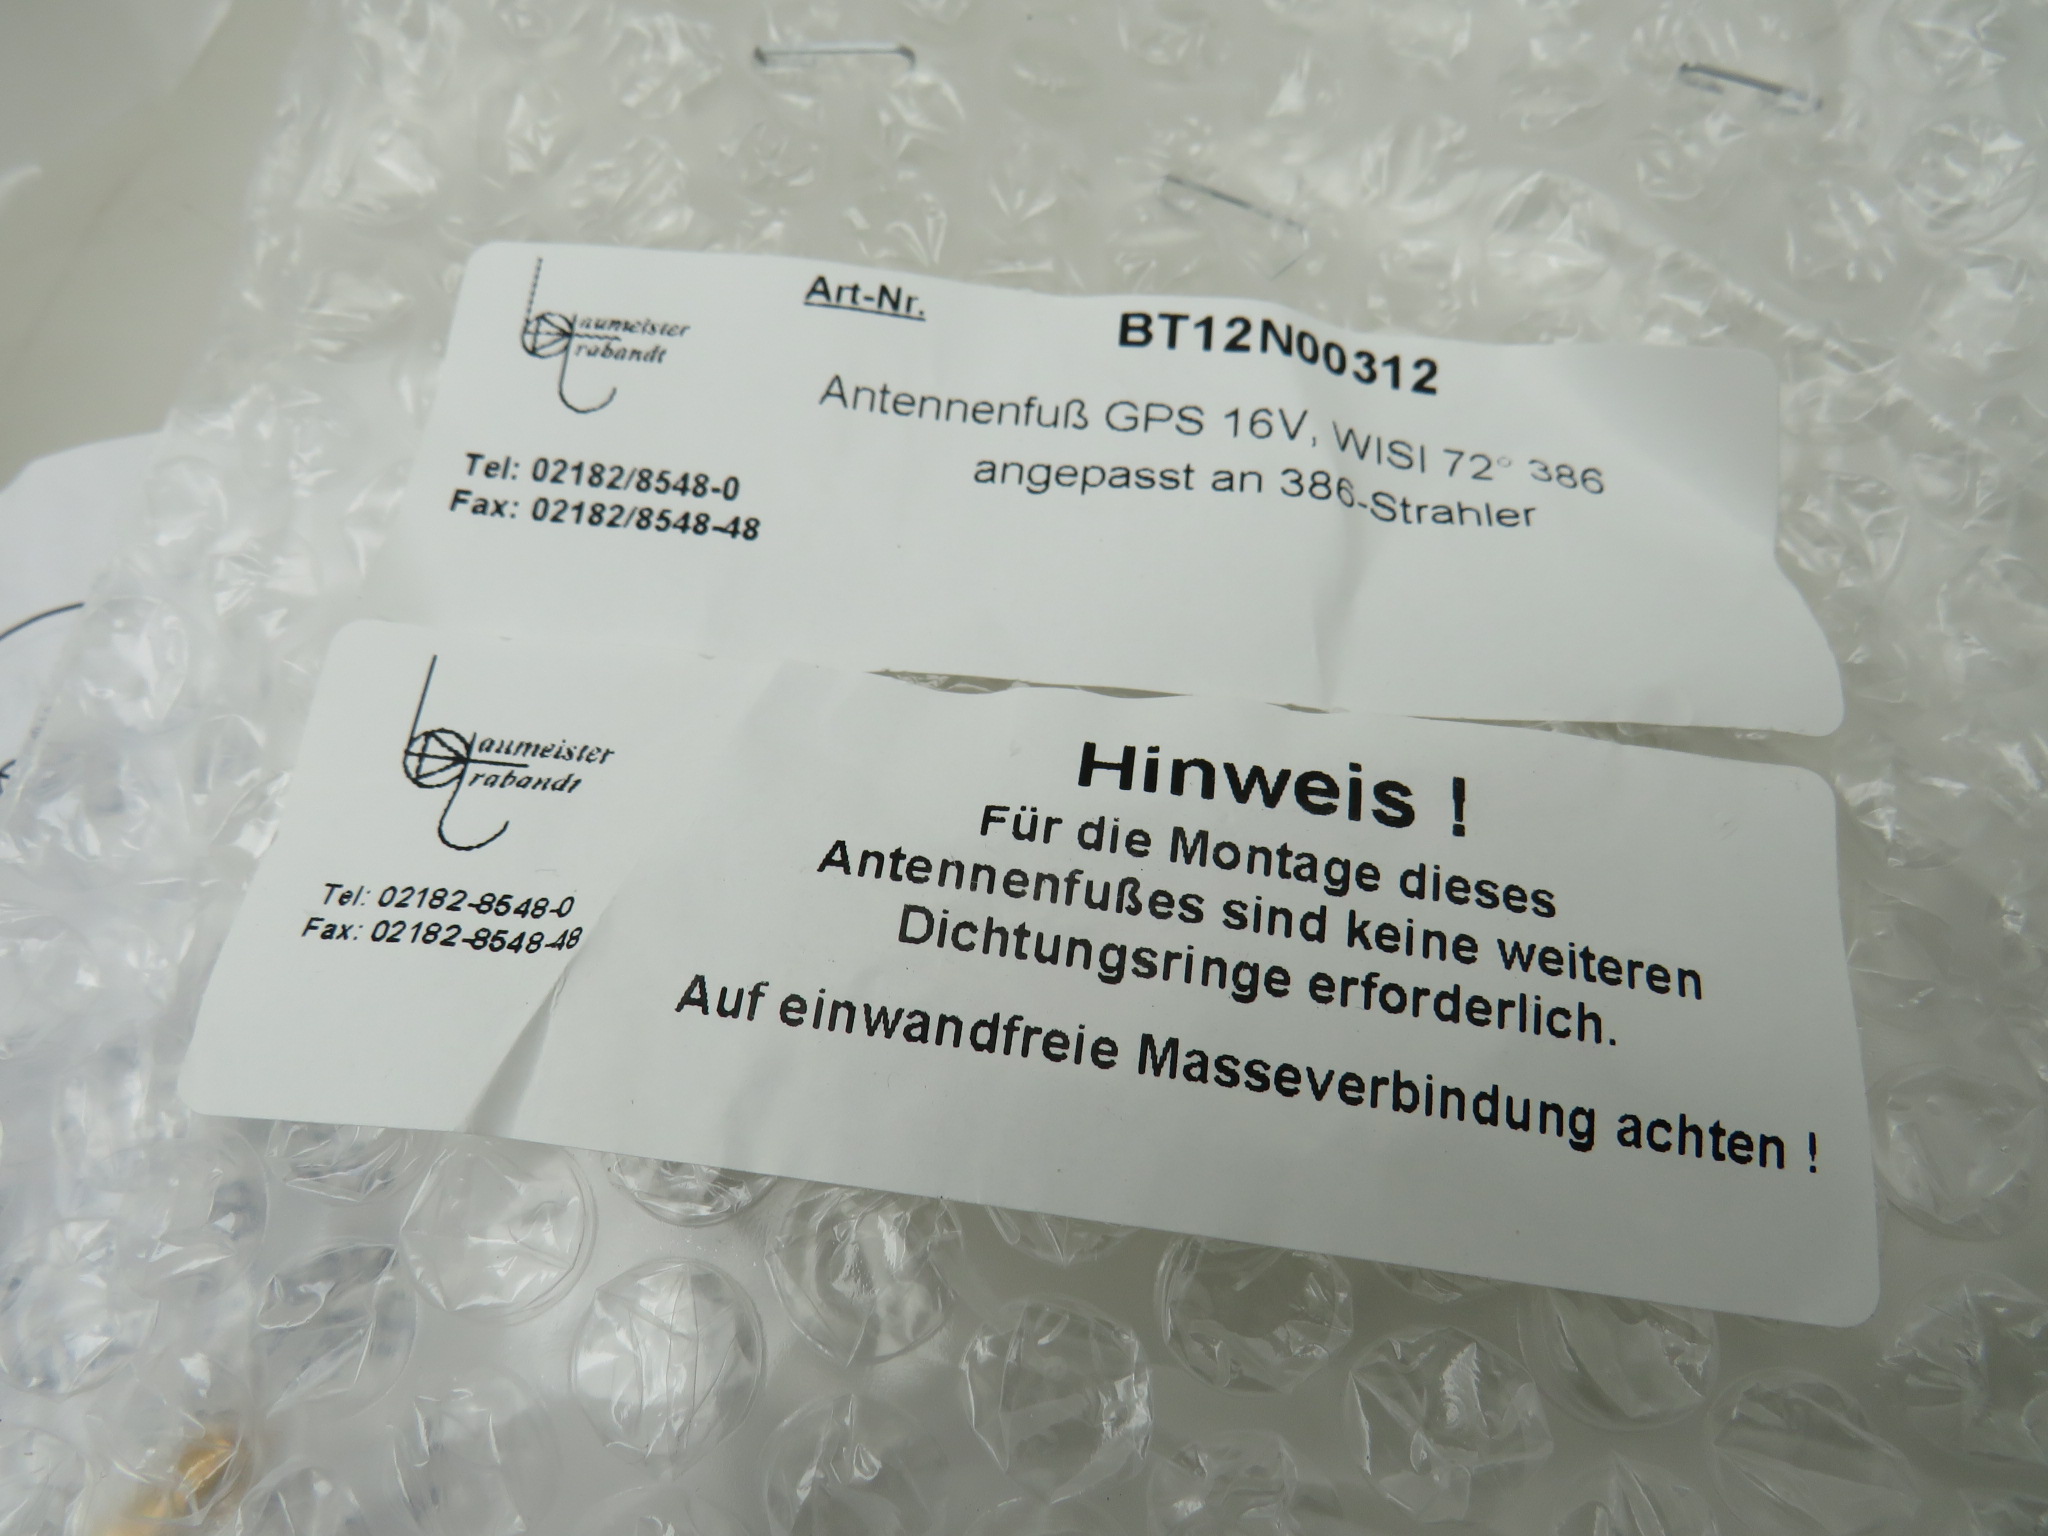 Art-Nr. BT12N00312
aumeister
rabandt
Antennenfuß GPS 16V, WISI 72° 386
angepasst an 386-Strahler
Tel: 02182/8548-0
Fax: 02182/8548-48
aumeister
rabandt
Tel: 02182-8548-0
Fax: 02182-8548-48
Hinweis !
Für die Montage dieses
Antennenfußes sind keine weiteren
Dichtungsringe erforderlich.
Auf einwandfreie Masseverbindung achten !